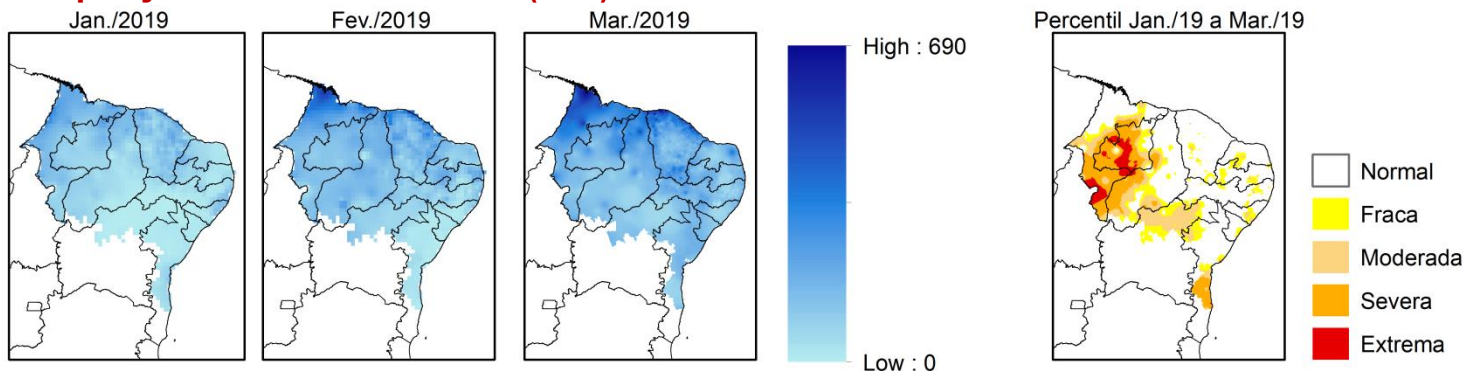 Jan./2019
Fev./2019
Mar./2019
High : 690
Low : 0
Percentil Jan./19 a Mar./19
Normal
Fraca
Moderada
Severa
Extrema